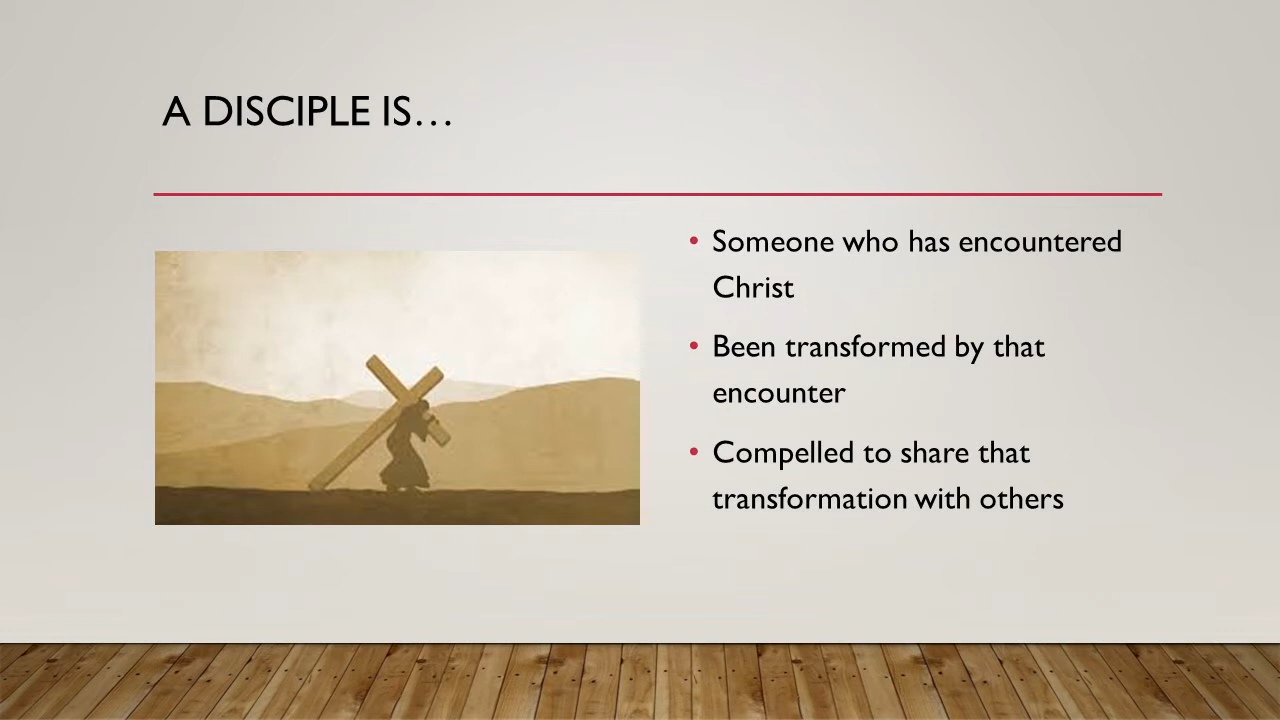 A DISCIPLE IS…
• Someone who has encountered
Christ
• Been transformed by that
encounter
• Compelled to share that
transformation with others